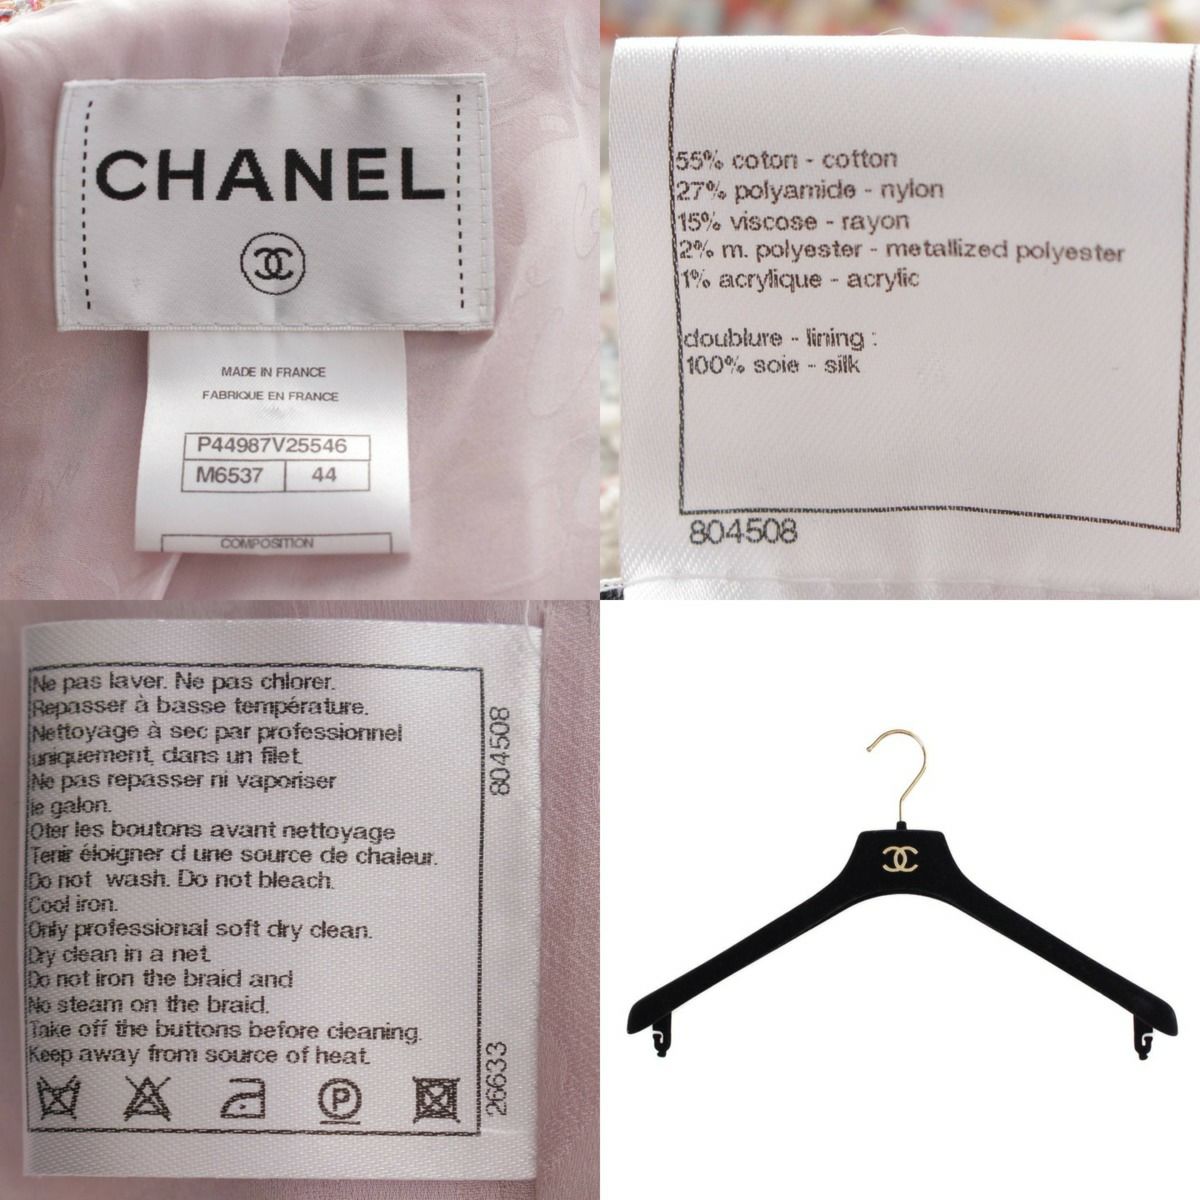 CHANEL
MADE IN FRANCE
FABRIQUE EN FRANCE
P44987V25546
M6537 44
COMPOSITION
55% coton - cotton
27% polyamide - nylon
15% viscose - rayon
2% m. polyester - metallized polyester
1% acrylique - acrylic
doublure - lining :
100% soie - silk
804508
Ne pas laver. Ne pas chlorer.
Repasser à basse température.
Nettoyage à sec par professionnel
uniquement, dans un filet.
Ne pas repasser ni vaporiser
le galon.
Oter les boutons avant nettoyage
Tenir éloigner d une source de chaleur.
Do not wash. Do not bleach.
Cool iron.
Only professional soft dry clean.
Dry clean in a net.
Do not iron the braid and
No steam on the braid.
Take off the buttons before cleaning.
Keep away from source of heat.
P
804508
26633